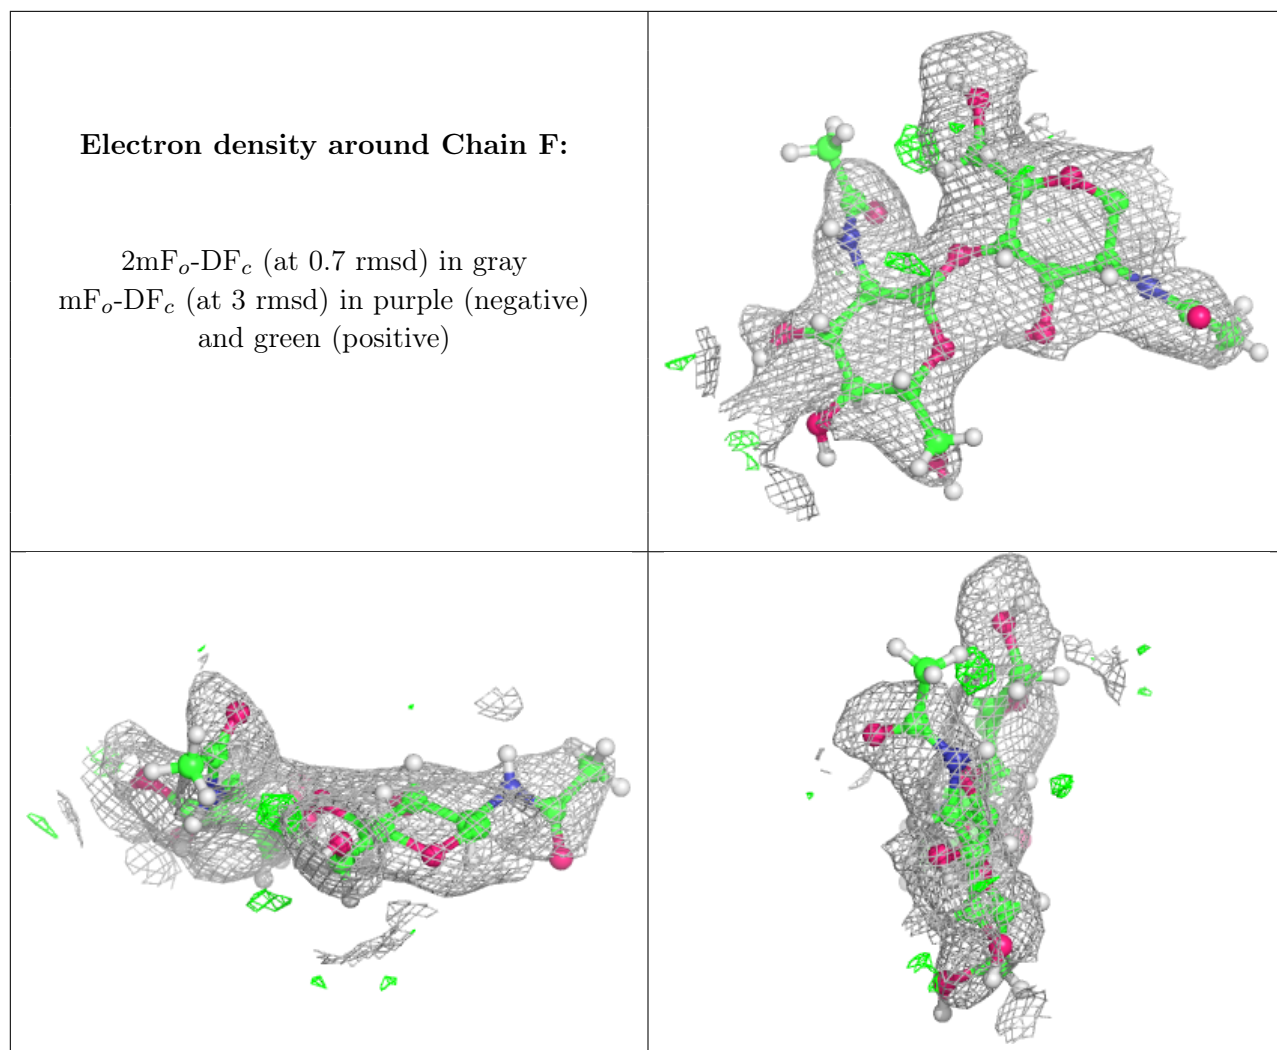 Electron density around Chain F:
2mFₒ-DF𝒸 (at 0.7 rmsd) in gray
mFₒ-DF𝒸 (at 3 rmsd) in purple (negative)
and green (positive)